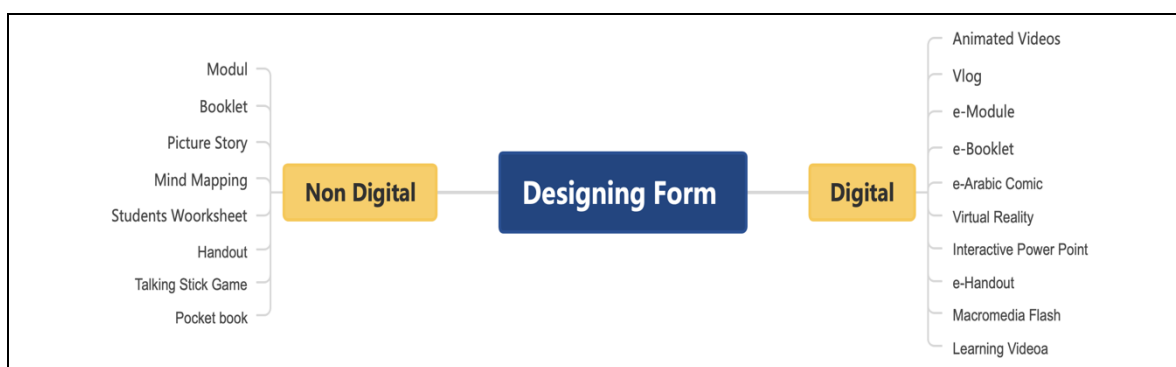 Modul
Booklet
Picture Story
Mind Mapping
Students Woorksheet
Handout
Talking Stick Game
Pocket book
Non Digital
Designing Form
Digital
Animated Videos
Vlog
e-Module
e-Booklet
e-Arabic Comic
Virtual Reality
Interactive Power Point
e-Handout
Macromedia Flash
Learning Videoa